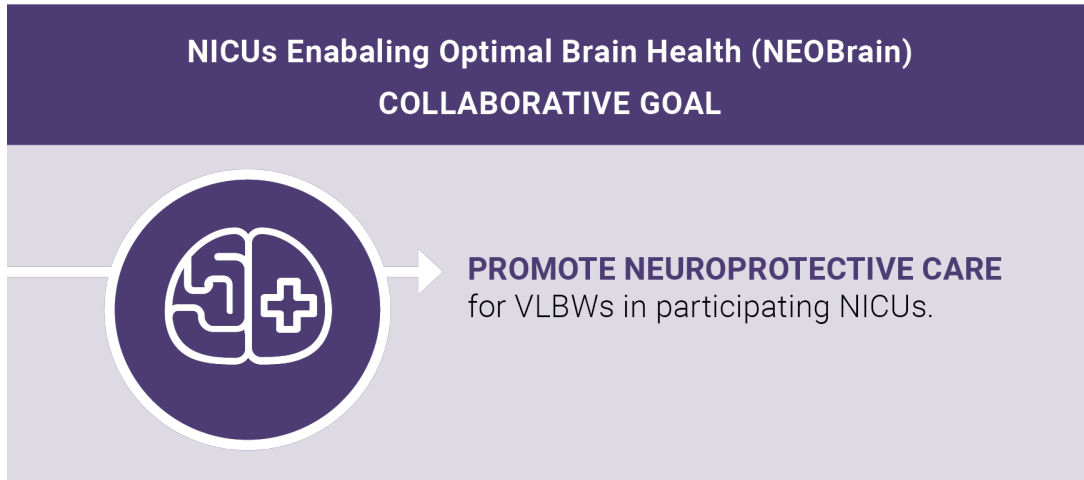 NICUs Enabaling Optimal Brain Health (NEOBrain)
COLLABORATIVE GOAL
PROMOTE NEUROPROTECTIVE CARE
for VLBWs in participating NICUs.